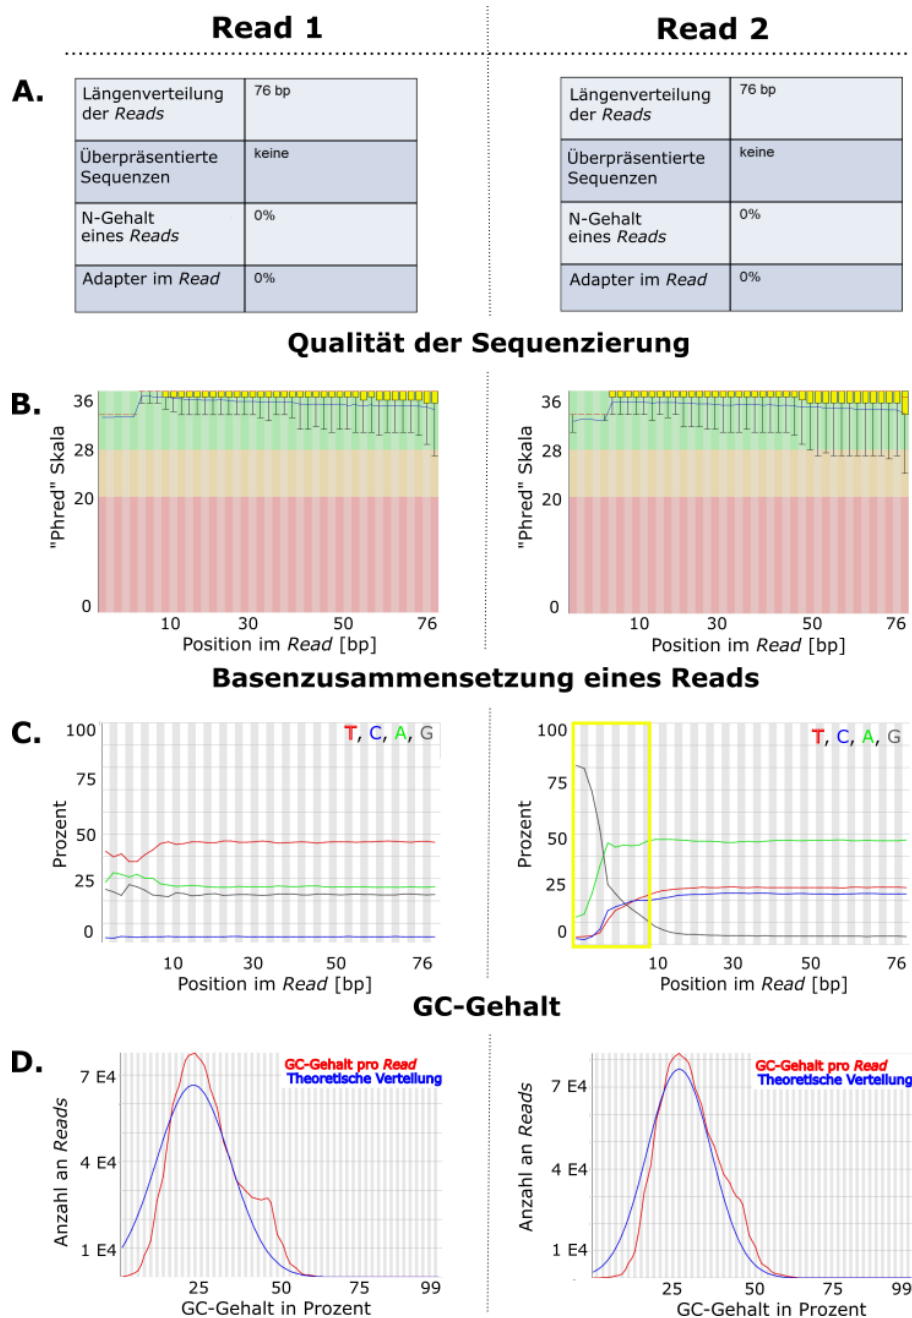 Read 1
Read 2
A.
Längenverteilung
der Reads
76 bp
Überpräsentierte
Sequenzen
keine
N-Gehalt
eines Reads
0%
Adapter im Read
0%
Längenverteilung
der Reads
76 bp
Überpräsentierte
Sequenzen
keine
N-Gehalt
eines Reads
0%
Adapter im Read
0%
Qualität der Sequenzierung
B.
"Phred" Skala
36
28
20
0
10
30
50
76
Position im Read [bp]
"Phred" Skala
36
28
20
0
10
30
50
76
Position im Read [bp]
Basenzusammensetzung eines Reads
C.
Prozent
100
75
50
25
0
T, C, A, G
10
30
50
76
Position im Read [bp]
Prozent
100
75
50
25
0
T, C, A, G
10
30
50
76
Position im Read [bp]
GC-Gehalt
D.
Anzahl an Reads
7 E4
4 E4
1 E4
GC-Gehalt pro Read
Theoretische Verteilung
25
50
75
99
GC-Gehalt in Prozent
Anzahl an Reads
7 E4
4 E4
1 E4
GC-Gehalt pro Read
Theoretische Verteilung
25
50
75
99
GC-Gehalt in Prozent